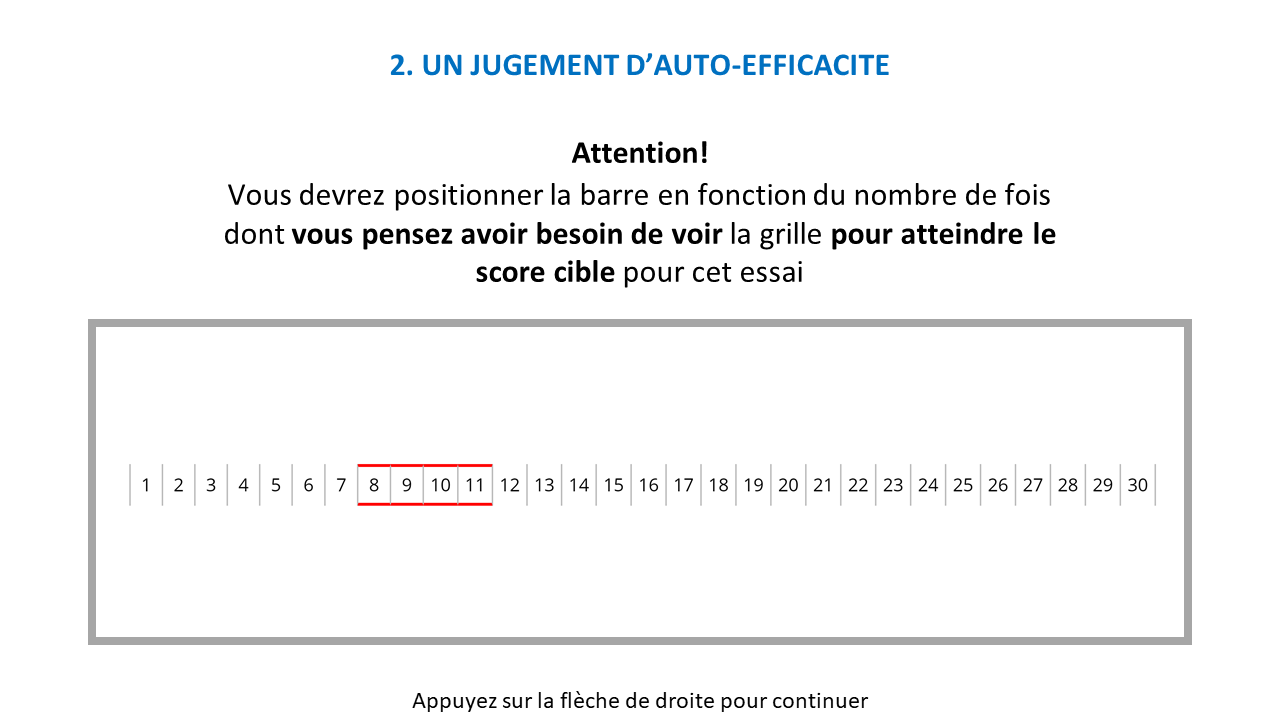 2. UN JUGEMENT D’AUTO-EFFICACITE
Attention!
Vous devrez positionner la barre en fonction du nombre de fois
dont vous pensez avoir besoin de voir la grille pour atteindre le
score cible pour cet essai
1 2 3 4 5 6 7 8 9 10 11 12 13 14 15 16 17 18 19 20 21 22 23 24 25 26 27 28 29 30
Appuyez sur la flèche de droite pour continuer